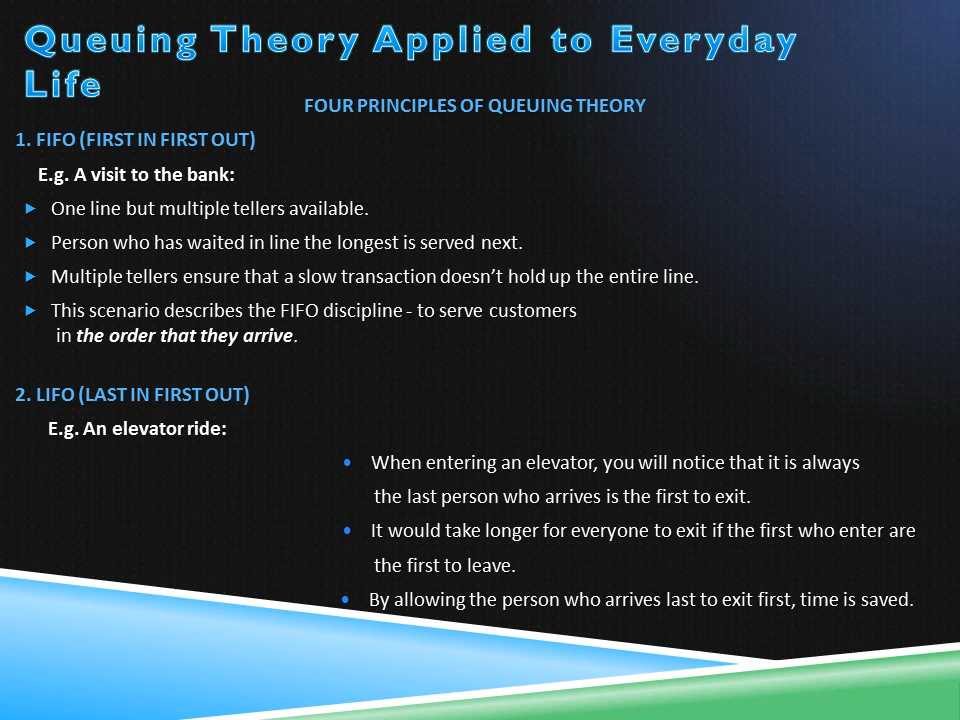 Queuing Theory Applied to Everyday
Life
FOUR PRINCIPLES OF QUEUING THEORY
1. FIFO (FIRST IN FIRST OUT)
E.g. A visit to the bank:
One line but multiple tellers available.
Person who has waited in line the longest is served next.
Multiple tellers ensure that a slow transaction doesn’t hold up the entire line.
This scenario describes the FIFO discipline - to serve customers
in the order that they arrive.
2. LIFO (LAST IN FIRST OUT)
E.g. An elevator ride:
• When entering an elevator, you will notice that it is always
the last person who arrives is the first to exit.
• It would take longer for everyone to exit if the first who enter are
the first to leave.
• By allowing the person who arrives last to exit first, time is saved.